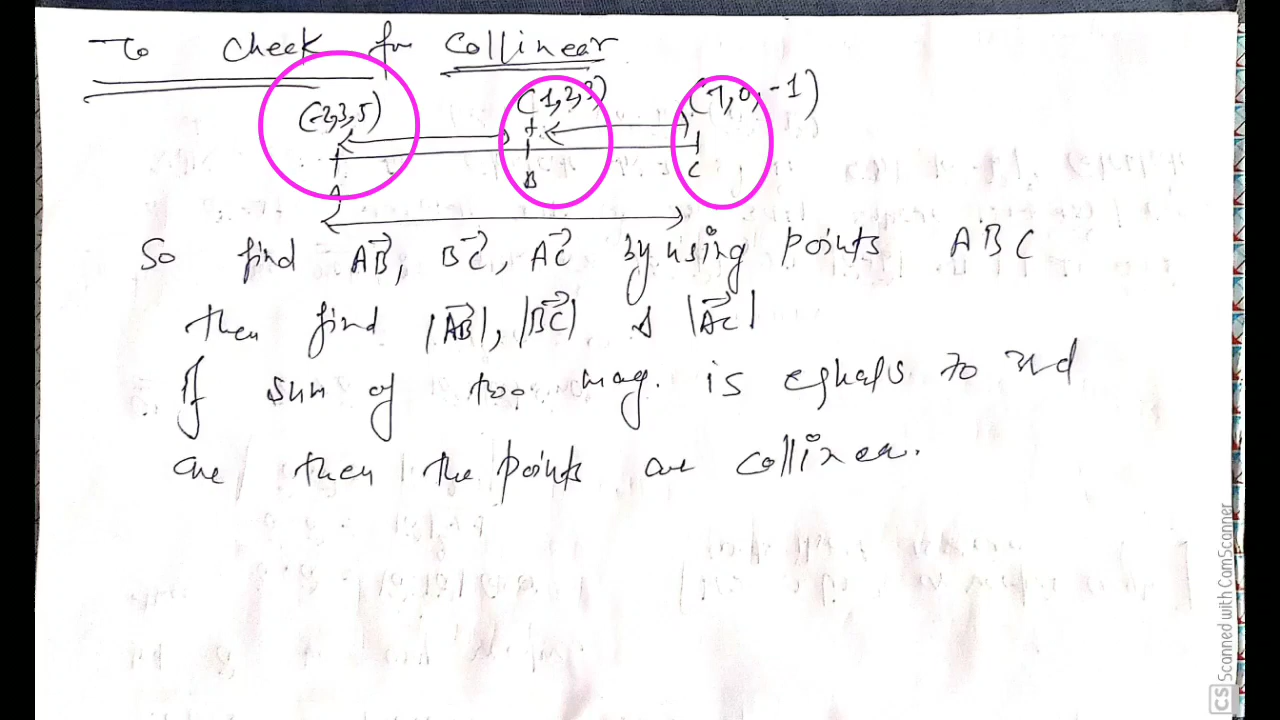 To check for Collinear
(-2,3,5) (1,2,3) (7,0,-1)
A B C
So find AB, BC, AC by using points A B C
then find |AB|, |BC| & |AC|
If sum of two mag. is equals to 3rd
one then the points are collinear.
CS Scanned with CamScanner